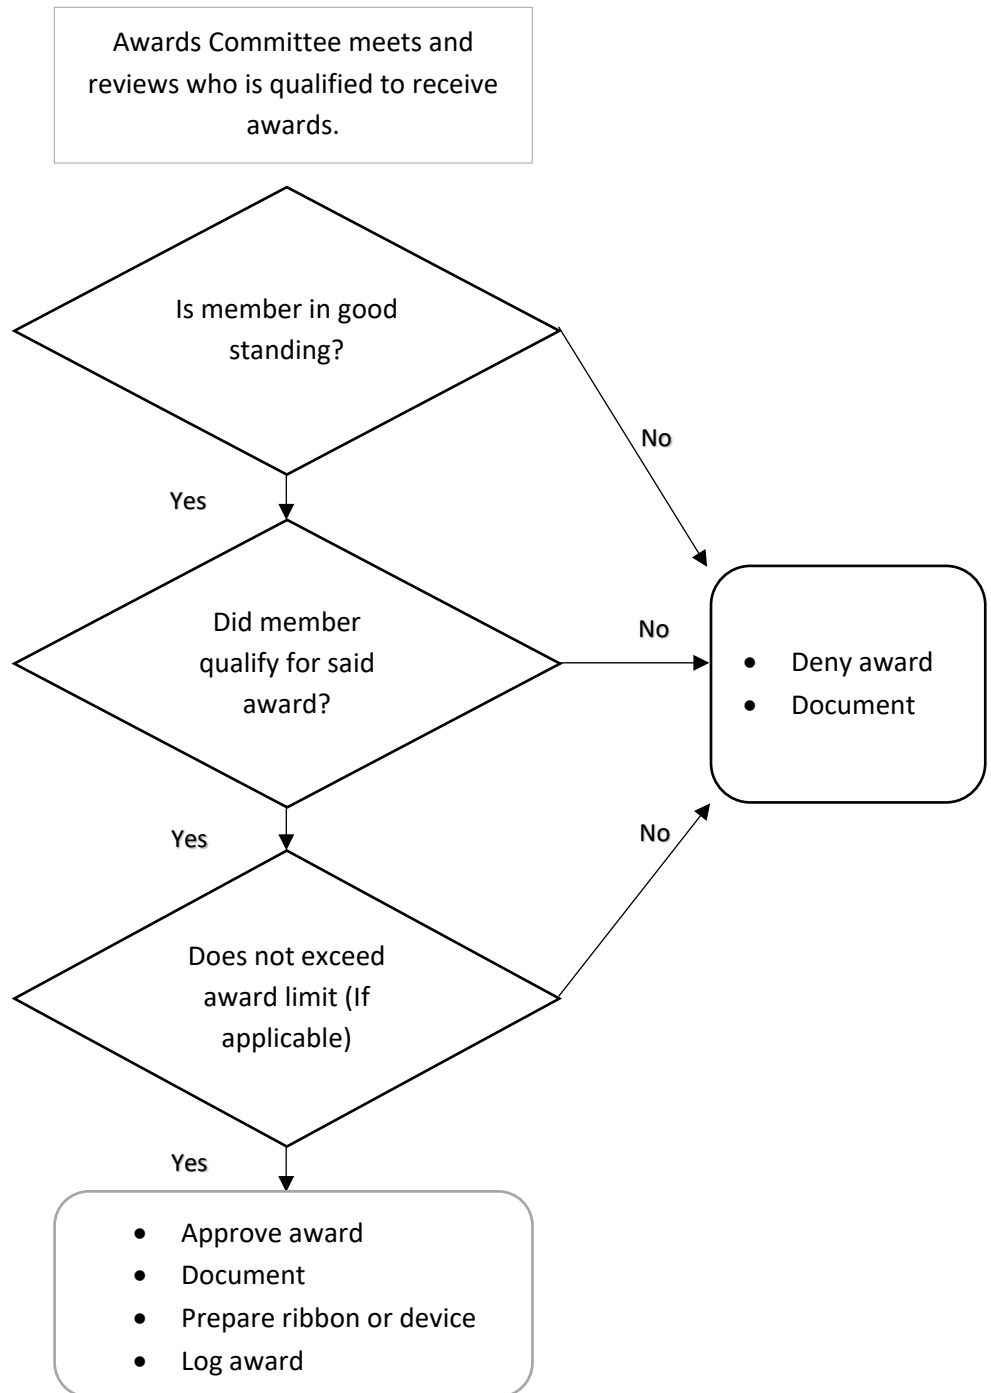 Awards Committee meets and
reviews who is qualified to receive
awards.
Is member in good
standing?
No
Yes
Did member
qualify for said
award?
No
• Deny award
• Document
Yes
No
Does not exceed
award limit (If
applicable)
Yes
• Approve award
• Document
• Prepare ribbon or device
• Log award